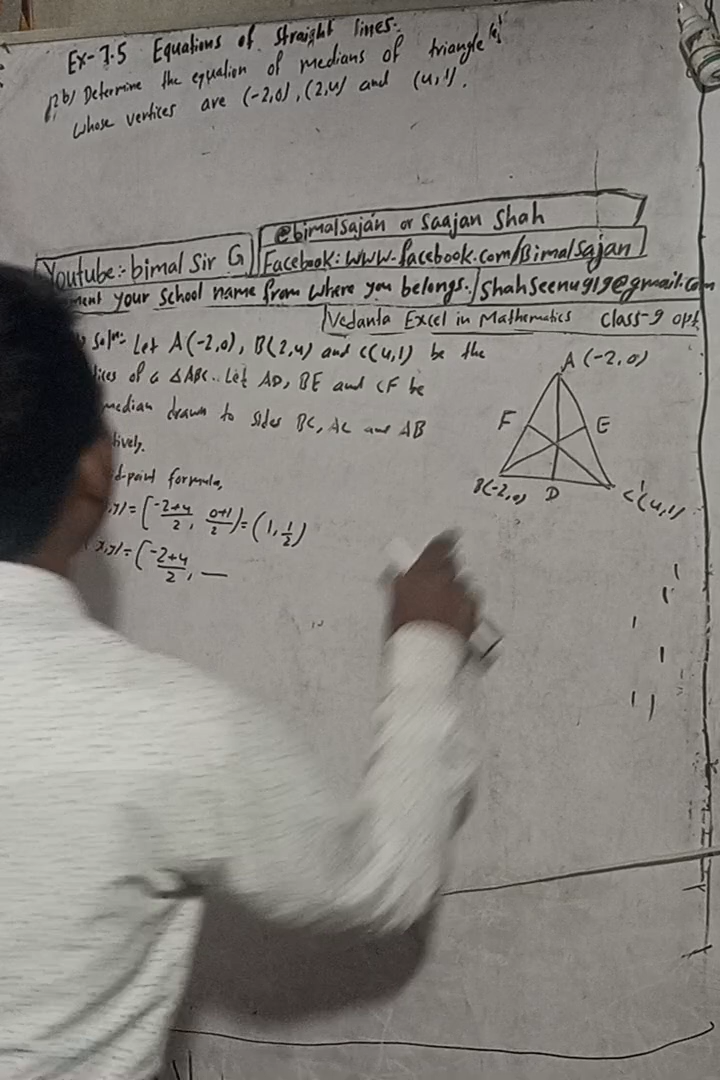 Ex-7.5 Equations of straight lines.
2b) Determine the equation of medians of triangle
whose vertices are (-2,0), (2,4) and (4,1).
@bimalsajan or Saajan Shah
Youtube:- bimal Sir G
Facebook: www.facebook.com/Bimalsajan
ment your School name from where you belongs. / Shahseenu919@gmail.com
Vedanta Excel in Mathematics Class-9 opt
Solⁿ: Let A(-2,0), B(2,4) and C(4,1) be the
ices of a ΔABC. Let AD, BE and CF be
median drawn to sides BC, AC and AB
tively.
d-point formula,
,y) = (-2+4/2, 0+1/2) = (1, 1/2)
x,y) = (-2+4/2, —
A (-2,0)
F E
B(-2,0) D C(4,1)